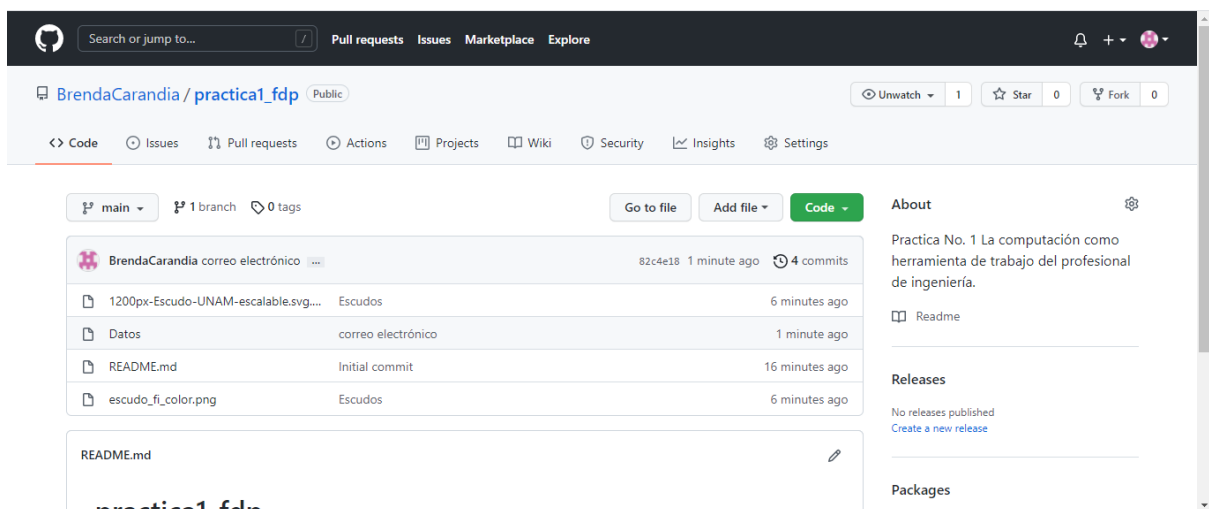 Search or jump to... / Pull requests Issues Marketplace Explore
BrendaCarandia / practica1_fdp Public Unwatch 1 Star 0 Fork 0
<> Code Issues Pull requests Actions Projects Wiki Security Insights Settings
main 1 branch 0 tags Go to file Add file Code
BrendaCarandia correo electrónico ... 82c4e18 1 minute ago 4 commits
1200px-Escudo-UNAM-escalable.svg.... Escudos 6 minutes ago
Datos correo electrónico 1 minute ago
README.md Initial commit 16 minutes ago
escudo_fi_color.png Escudos 6 minutes ago
README.md
practica1_fdp
About
Practica No. 1 La computación como
herramienta de trabajo del profesional
de ingeniería.
Readme
Releases
No releases published
Create a new release
Packages